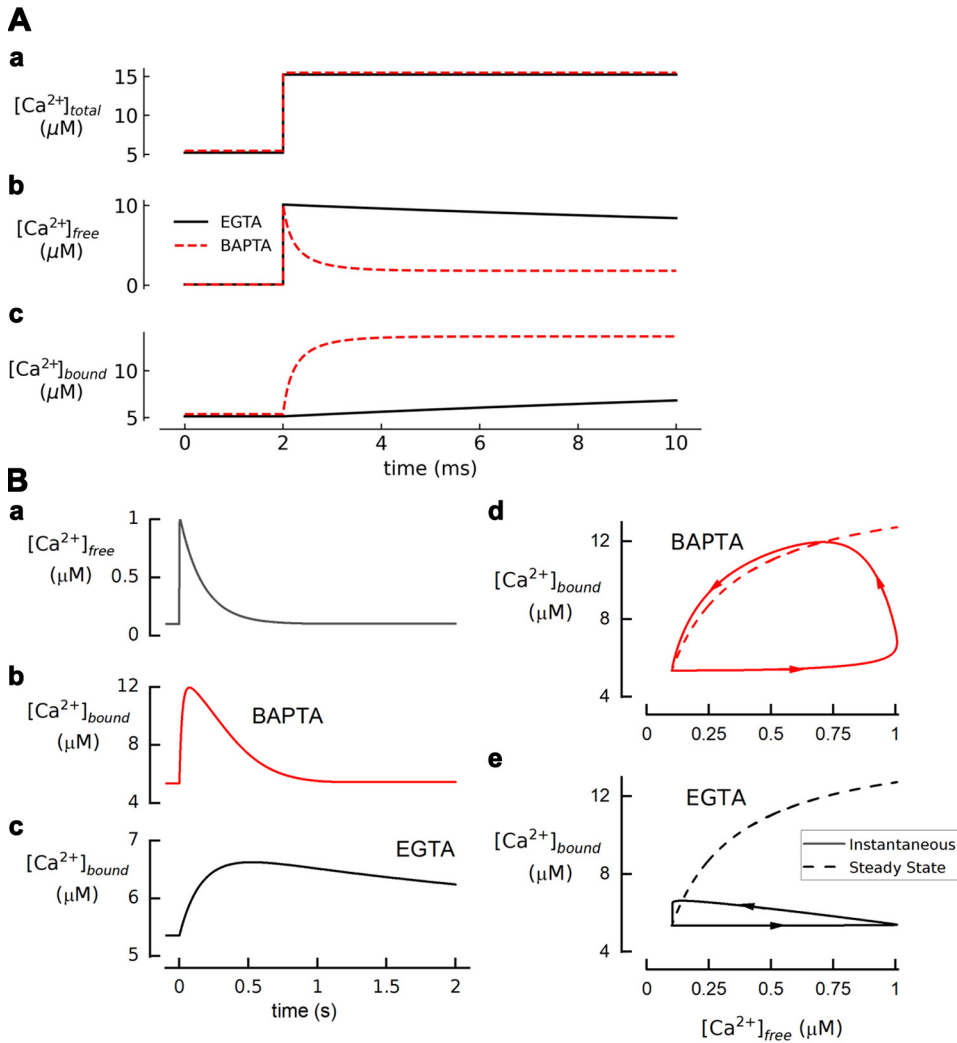 A
a
[Ca²⁺]total
(µM)
15
10
5
b
[Ca²⁺]free
(µM)
10
0
EGTA
BAPTA
c
[Ca²⁺]bound
(µM)
10
5
0 2 4 6 8 10
time (ms)
B
a
[Ca²⁺]free
(µM)
1
0.5
0
b
[Ca²⁺]bound
(µM)
12
8
4
BAPTA
c
[Ca²⁺]bound
(µM)
7
6
5
EGTA
0 0.5 1 1.5 2
time (s)
d
[Ca²⁺]bound
(µM)
12
8
4
BAPTA
0 0.25 0.5 0.75 1
e
[Ca²⁺]bound
(µM)
12
8
4
EGTA
Instantaneous
Steady State
0 0.25 0.5 0.75 1
[Ca²⁺]free (µM)